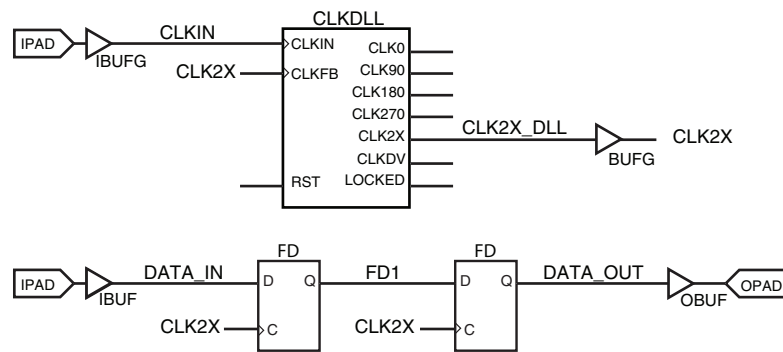 CLKDLL
IPAD
IBUFG
CLKIN
CLKIN
CLK0
CLK2X
CLKFB
CLK90
CLK180
CLK270
CLK2X
CLK2X_DLL
BUFG
CLK2X
CLKDV
RST
LOCKED
FD
FD
IPAD
IBUF
DATA_IN
D
Q
FD1
D
Q
DATA_OUT
OBUF
OPAD
CLK2X
C
CLK2X
C